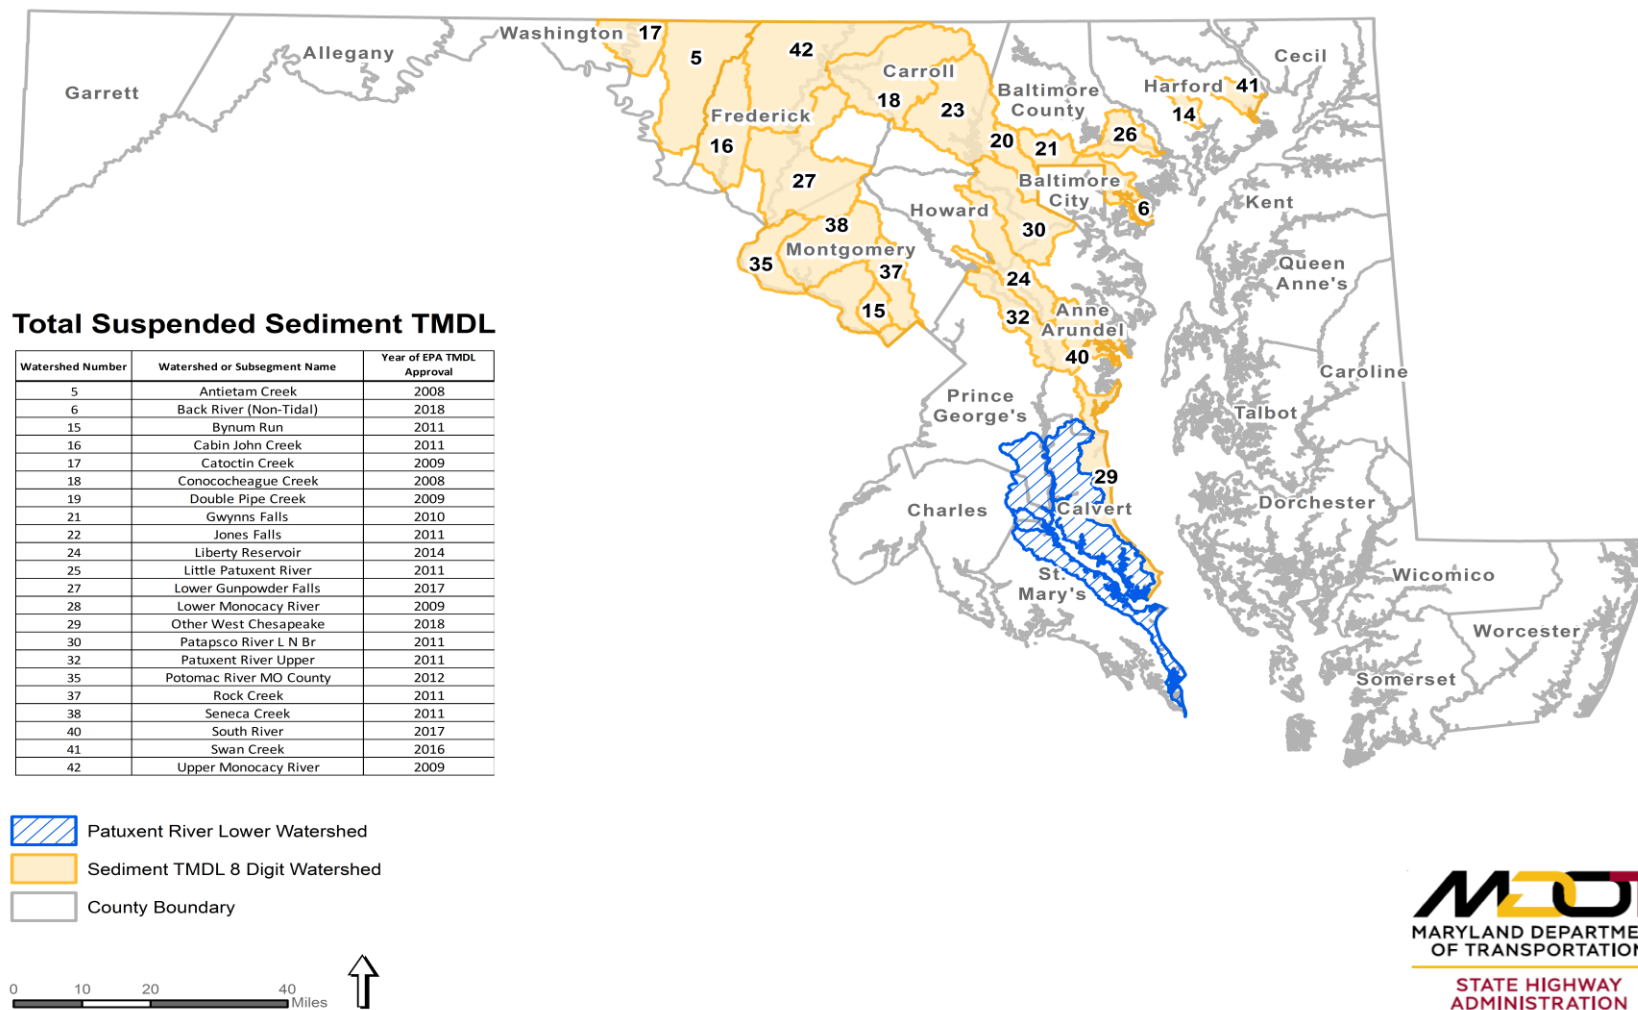 Washington
17
5
42
Allegany
Garrett
Carroll
18
23
Frederick
16
27
Baltimore
County
Harford
41
Cecil
14
20
21
26
Baltimore
City
6
Kent
Howard
30
38
Montgomery
35
37
15
24
32
Anne
Arundel
40
Queen
Anne's
Caroline
Talbot
Prince
George's
29
Charles
Calvert
Dorchester
St.
Mary's
Wicomico
Worcester
Somerset
Total Suspended Sediment TMDL
Watershed Number Watershed or Subsegment Name Year of EPA TMDL Approval
5 Antietam Creek 2008
6 Back River (Non-Tidal) 2018
15 Bynum Run 2011
16 Cabin John Creek 2011
17 Catoctin Creek 2009
18 Conococheague Creek 2008
19 Double Pipe Creek 2009
21 Gwynns Falls 2010
22 Jones Falls 2011
24 Liberty Reservoir 2014
25 Little Patuxent River 2011
27 Lower Gunpowder Falls 2017
28 Lower Monocacy River 2009
29 Other West Chesapeake 2018
30 Patapsco River L N Br 2011
32 Patuxent River Upper 2011
35 Potomac River MO County 2012
37 Rock Creek 2011
38 Seneca Creek 2011
40 South River 2017
41 Swan Creek 2016
42 Upper Monocacy River 2009
Patuxent River Lower Watershed
Sediment TMDL 8 Digit Watershed
County Boundary
0 10 20 40
Miles
MDOT
MARYLAND DEPARTME
OF TRANSPORTATION
STATE HIGHWAY
ADMINISTRATION